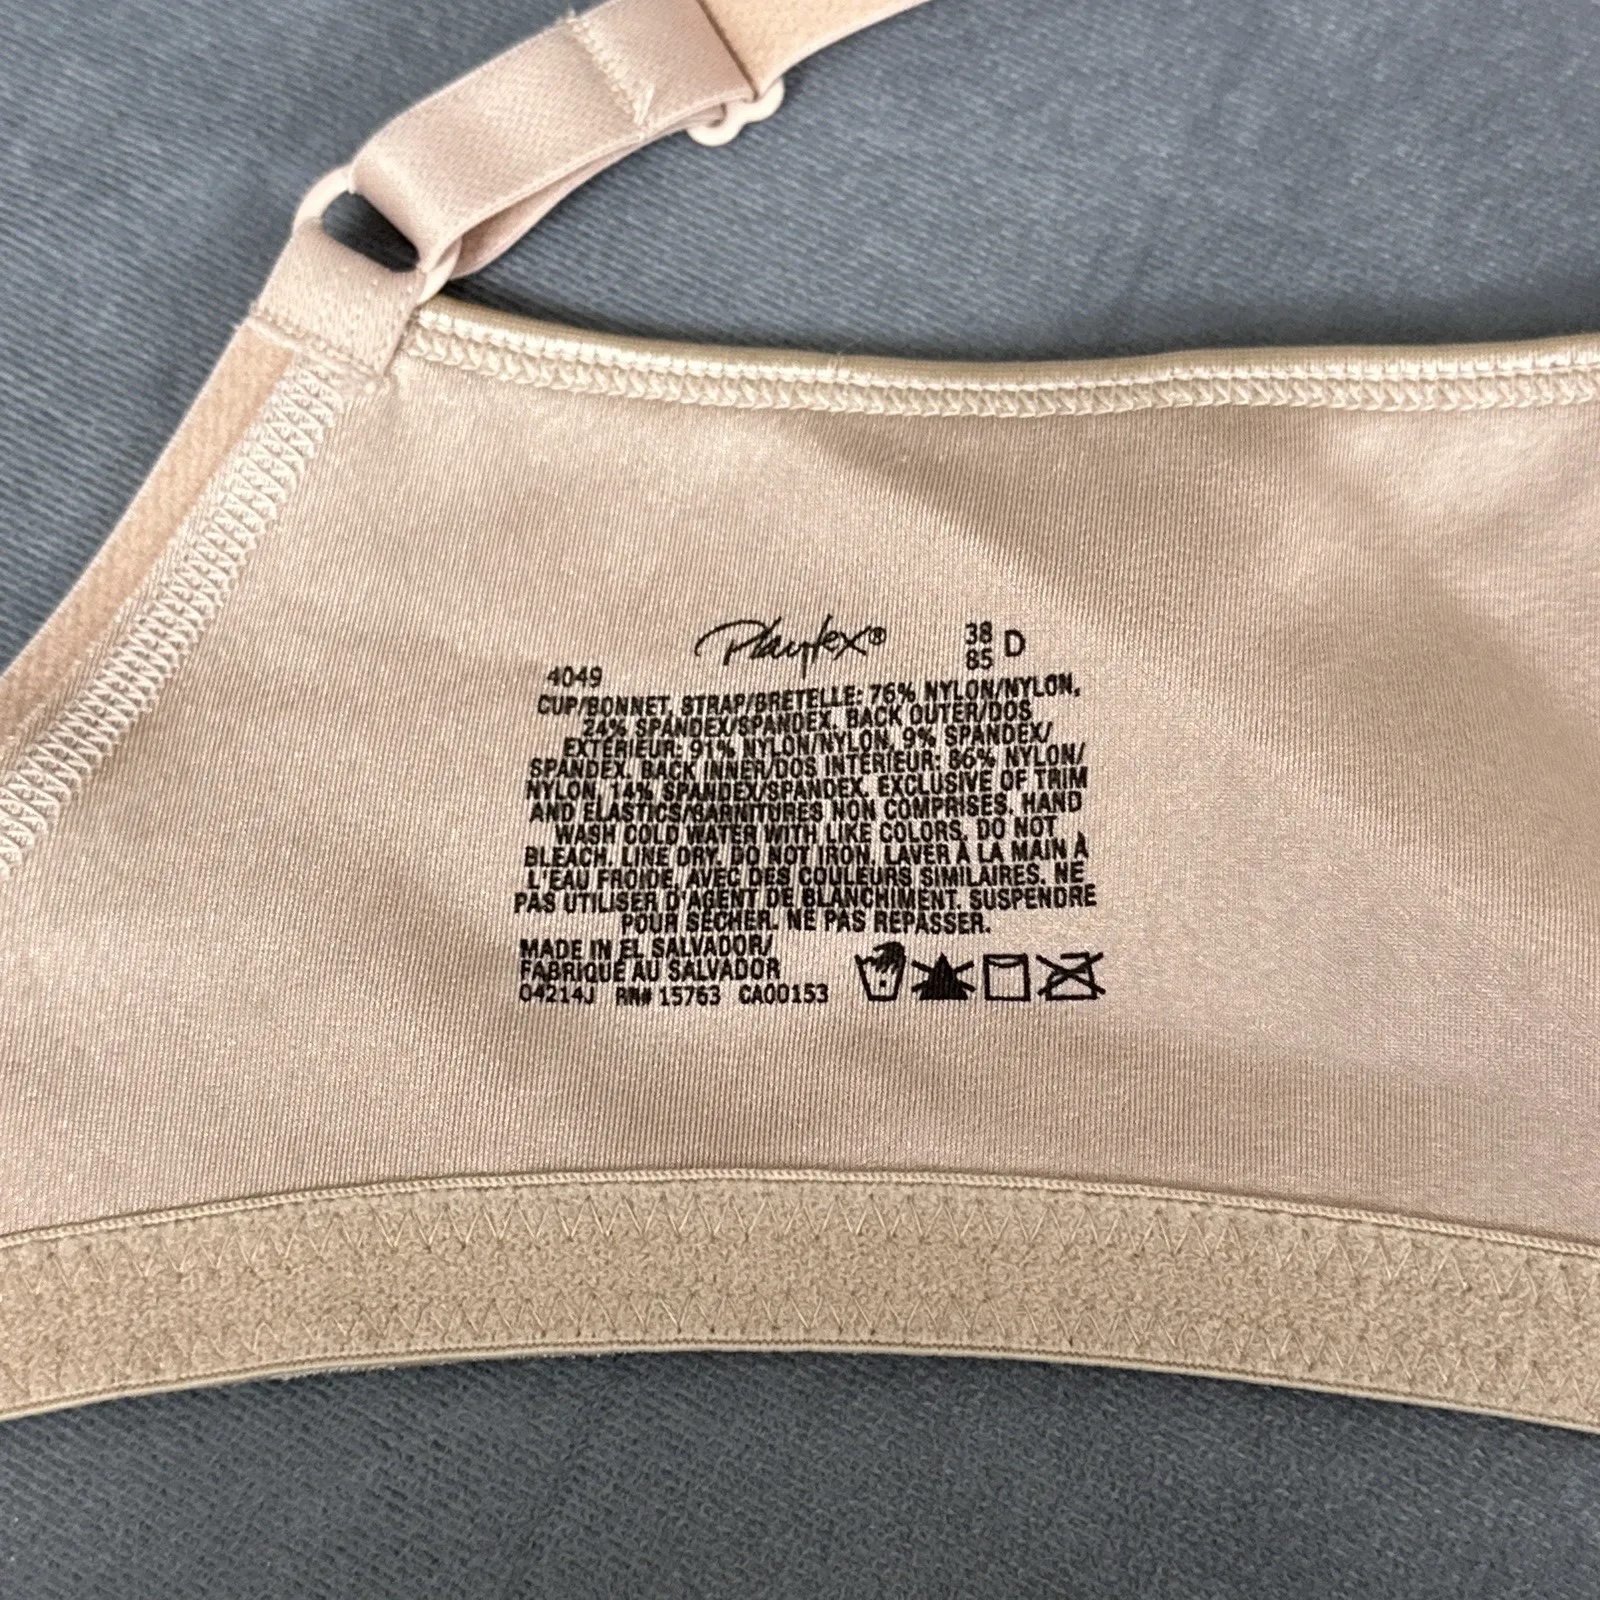 Playtex®
38 D
85
4049
CUP/BONNET, STRAP/BRETELLE: 76% NYLON/NYLON,
24% SPANDEX/SPANDEX. BACK OUTER/DOS
EXTÉRIEUR: 91% NYLON/NYLON, 9% SPANDEX/
SPANDEX. BACK INNER/DOS INTÉRIEUR: 86% NYLON/
NYLON, 14% SPANDEX/SPANDEX. EXCLUSIVE OF TRIM
AND ELASTICS/GARNITURES NON COMPRISES. HAND
WASH COLD WATER WITH LIKE COLORS. DO NOT
BLEACH. LINE DRY. DO NOT IRON. LAVER À LA MAIN À
L'EAU FROIDE, AVEC DES COULEURS SIMILAIRES. NE
PAS UTILISER D'AGENT DE BLANCHIMENT. SUSPENDRE
POUR SÉCHER. NE PAS REPASSER.
MADE IN EL SALVADOR/
FABRIQUÉ AU SALVADOR
04214J RN# 15763 CA00153